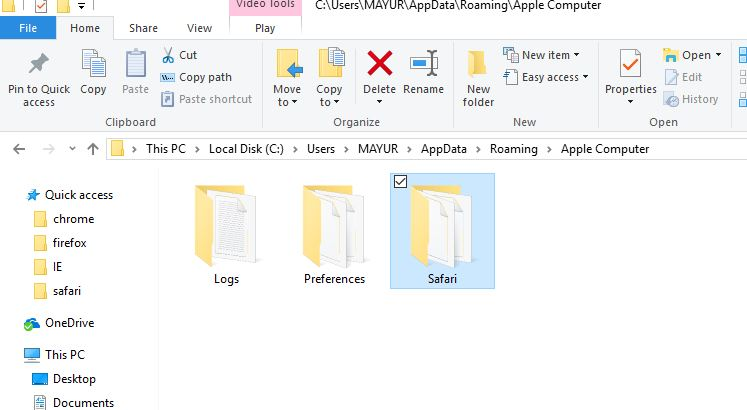 Video Tools
C:\Users\MAYUR\AppData\Roaming\Apple Computer
File
Home
Share
View
Play
Pin to Quick access
Copy
Paste
Cut
Copy path
Paste shortcut
Clipboard
Move to
Copy to
Delete
Rename
Organize
New folder
New item
Easy access
New
Properties
Open
Edit
History
Open
This PC > Local Disk (C:) > Users > MAYUR > AppData > Roaming > Apple Computer
Quick access
chrome
firefox
IE
safari
OneDrive
This PC
Desktop
Documents
Logs
Preferences
Safari